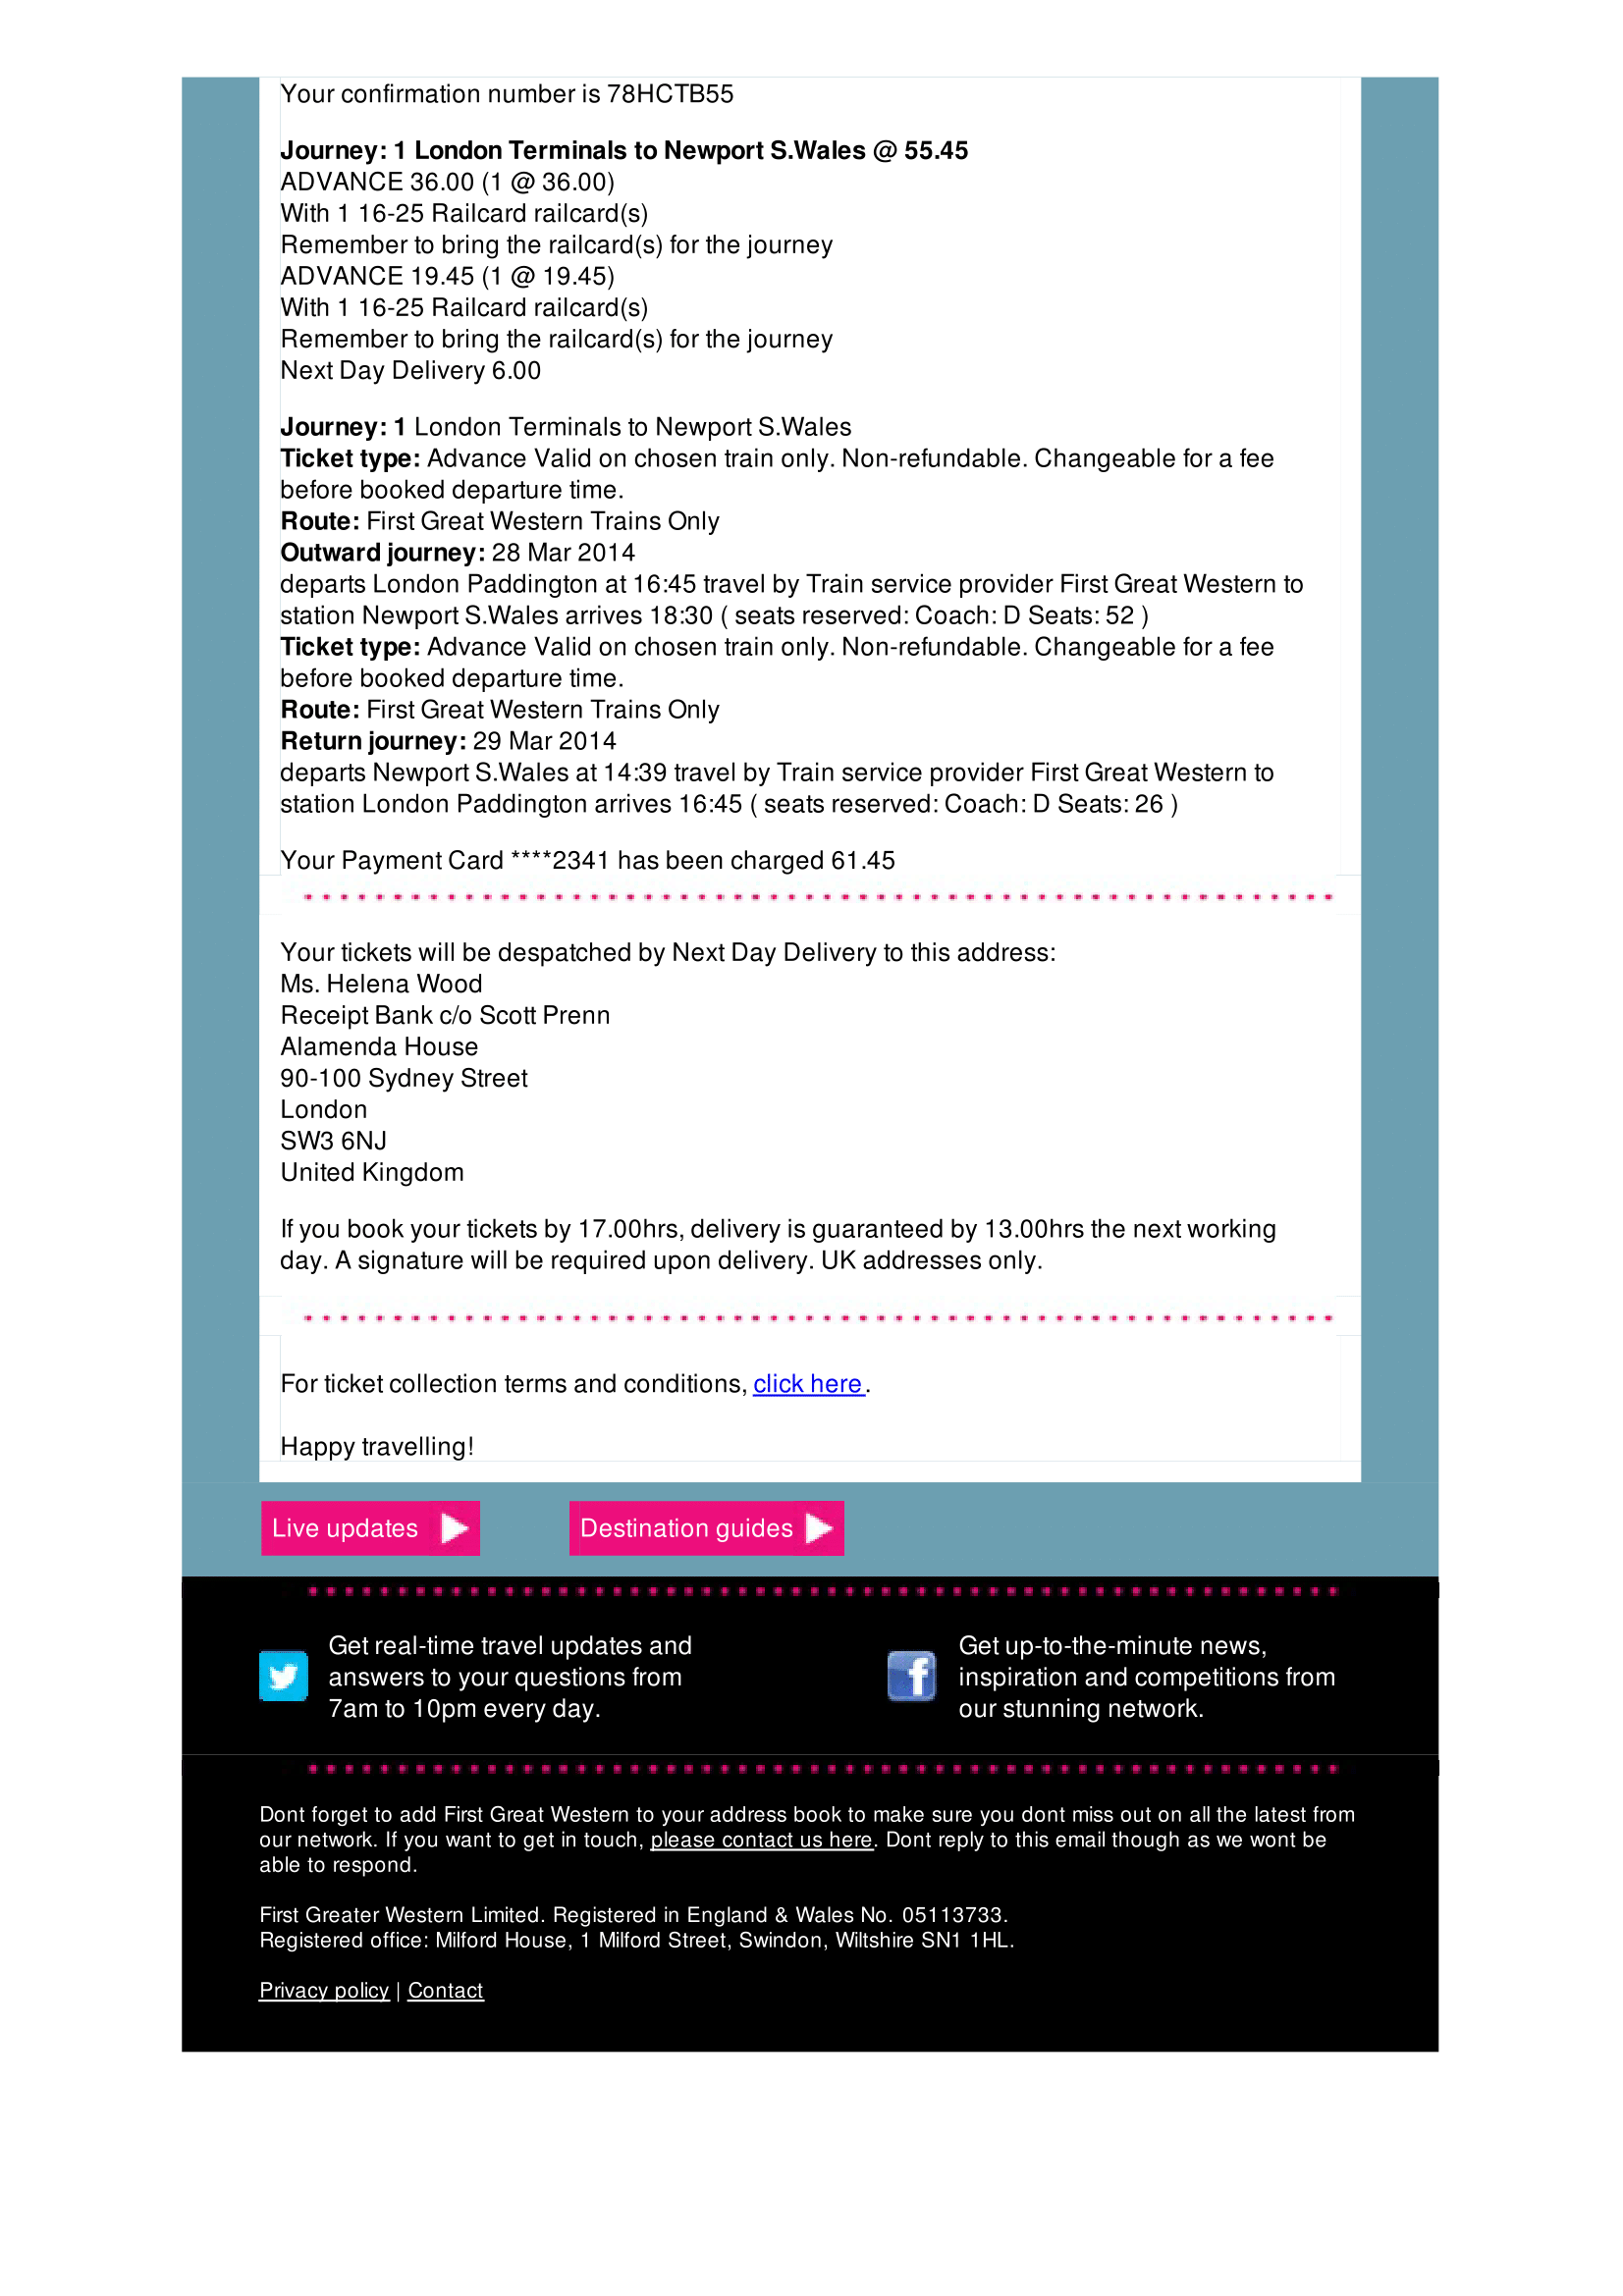 Your confirmation number is 78HCTB55
Journey: 1 London Terminals to Newport S.Wales @ 55.45
ADVANCE 36.00 (1 @ 36.00)
With 1 16-25 Railcard railcard(s)
Remember to bring the railcard(s) for the journey
ADVANCE 19.45 (1 @ 19.45)
With 1 16-25 Railcard railcard(s)
Remember to bring the railcard(s) for the journey
Next Day Delivery 6.00
Journey: 1 London Terminals to Newport S.Wales
Ticket type: Advance Valid on chosen train only. Non-refundable. Changeable for a fee
before booked departure time.
Route: First Great Western Trains Only
Outward journey: 28 Mar 2014
departs London Paddington at 16:45 travel by Train service provider First Great Western to
station Newport S.Wales arrives 18:30 ( seats reserved: Coach: D Seats: 52 )
Ticket type: Advance Valid on chosen train only. Non-refundable. Changeable for a fee
before booked departure time.
Route: First Great Western Trains Only
Return journey: 29 Mar 2014
departs Newport S.Wales at 14:39 travel by Train service provider First Great Western to
station London Paddington arrives 16:45 ( seats reserved: Coach: D Seats: 26 )
Your Payment Card ****2341 has been charged 61.45
Your tickets will be despatched by Next Day Delivery to this address:
Ms. Helena Wood
Receipt Bank c/o Scott Prenn
Alamenda House
90-100 Sydney Street
London
SW3 6NJ
United Kingdom
If you book your tickets by 17.00hrs, delivery is guaranteed by 13.00hrs the next working
day. A signature will be required upon delivery. UK addresses only.
For ticket collection terms and conditions, click here.
Happy travelling!
Live updates
Destination guides
Get real-time travel updates and
answers to your questions from
7am to 10pm every day.
Get up-to-the-minute news,
inspiration and competitions from
our stunning network.
Dont forget to add First Great Western to your address book to make sure you dont miss out on all the latest from
our network. If you want to get in touch, please contact us here. Dont reply to this email though as we wont be
able to respond.
First Greater Western Limited. Registered in England & Wales No. 05113733.
Registered office: Milford House, 1 Milford Street, Swindon, Wiltshire SN1 1HL.
Privacy policy | Contact